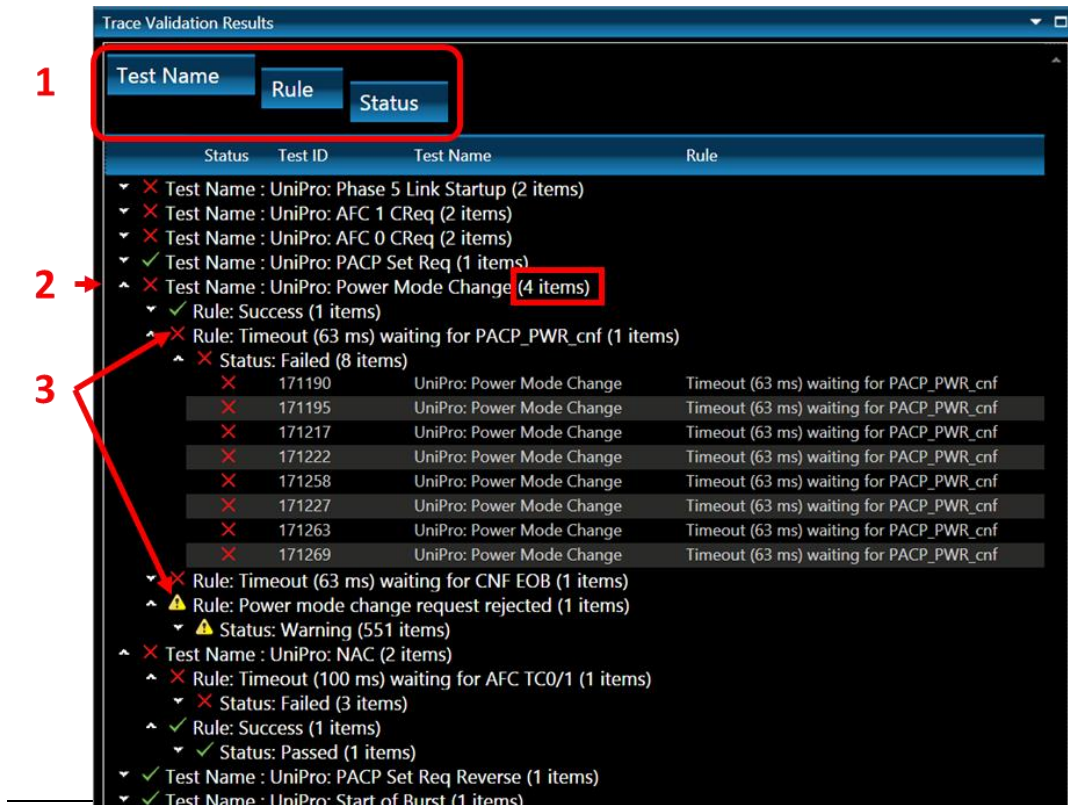 Trace Validation Results
1
Test Name
Rule
Status
Status Test ID Test Name Rule
Test Name : UniPro: Phase 5 Link Startup (2 items)
Test Name : UniPro: AFC 1 CReq (2 items)
Test Name : UniPro: AFC 0 CReq (2 items)
Test Name : UniPro: PACP Set Req (1 items)
2
Test Name : UniPro: Power Mode Change (4 items)
Rule: Success (1 items)
Rule: Timeout (63 ms) waiting for PACP_PWR_cnf (1 items)
3
Status: Failed (8 items)
171190 UniPro: Power Mode Change Timeout (63 ms) waiting for PACP_PWR_cnf
171195 UniPro: Power Mode Change Timeout (63 ms) waiting for PACP_PWR_cnf
171217 UniPro: Power Mode Change Timeout (63 ms) waiting for PACP_PWR_cnf
171222 UniPro: Power Mode Change Timeout (63 ms) waiting for PACP_PWR_cnf
171258 UniPro: Power Mode Change Timeout (63 ms) waiting for PACP_PWR_cnf
171227 UniPro: Power Mode Change Timeout (63 ms) waiting for PACP_PWR_cnf
171263 UniPro: Power Mode Change Timeout (63 ms) waiting for PACP_PWR_cnf
171269 UniPro: Power Mode Change Timeout (63 ms) waiting for PACP_PWR_cnf
Rule: Timeout (63 ms) waiting for CNF EOB (1 items)
Rule: Power mode change request rejected (1 items)
Status: Warning (551 items)
Test Name : UniPro: NAC (2 items)
Rule: Timeout (100 ms) waiting for AFC TC0/1 (1 items)
Status: Failed (3 items)
Rule: Success (1 items)
Status: Passed (1 items)
Test Name : UniPro: PACP Set Req Reverse (1 items)
Test Name : UniPro: Start of Burst (1 items)